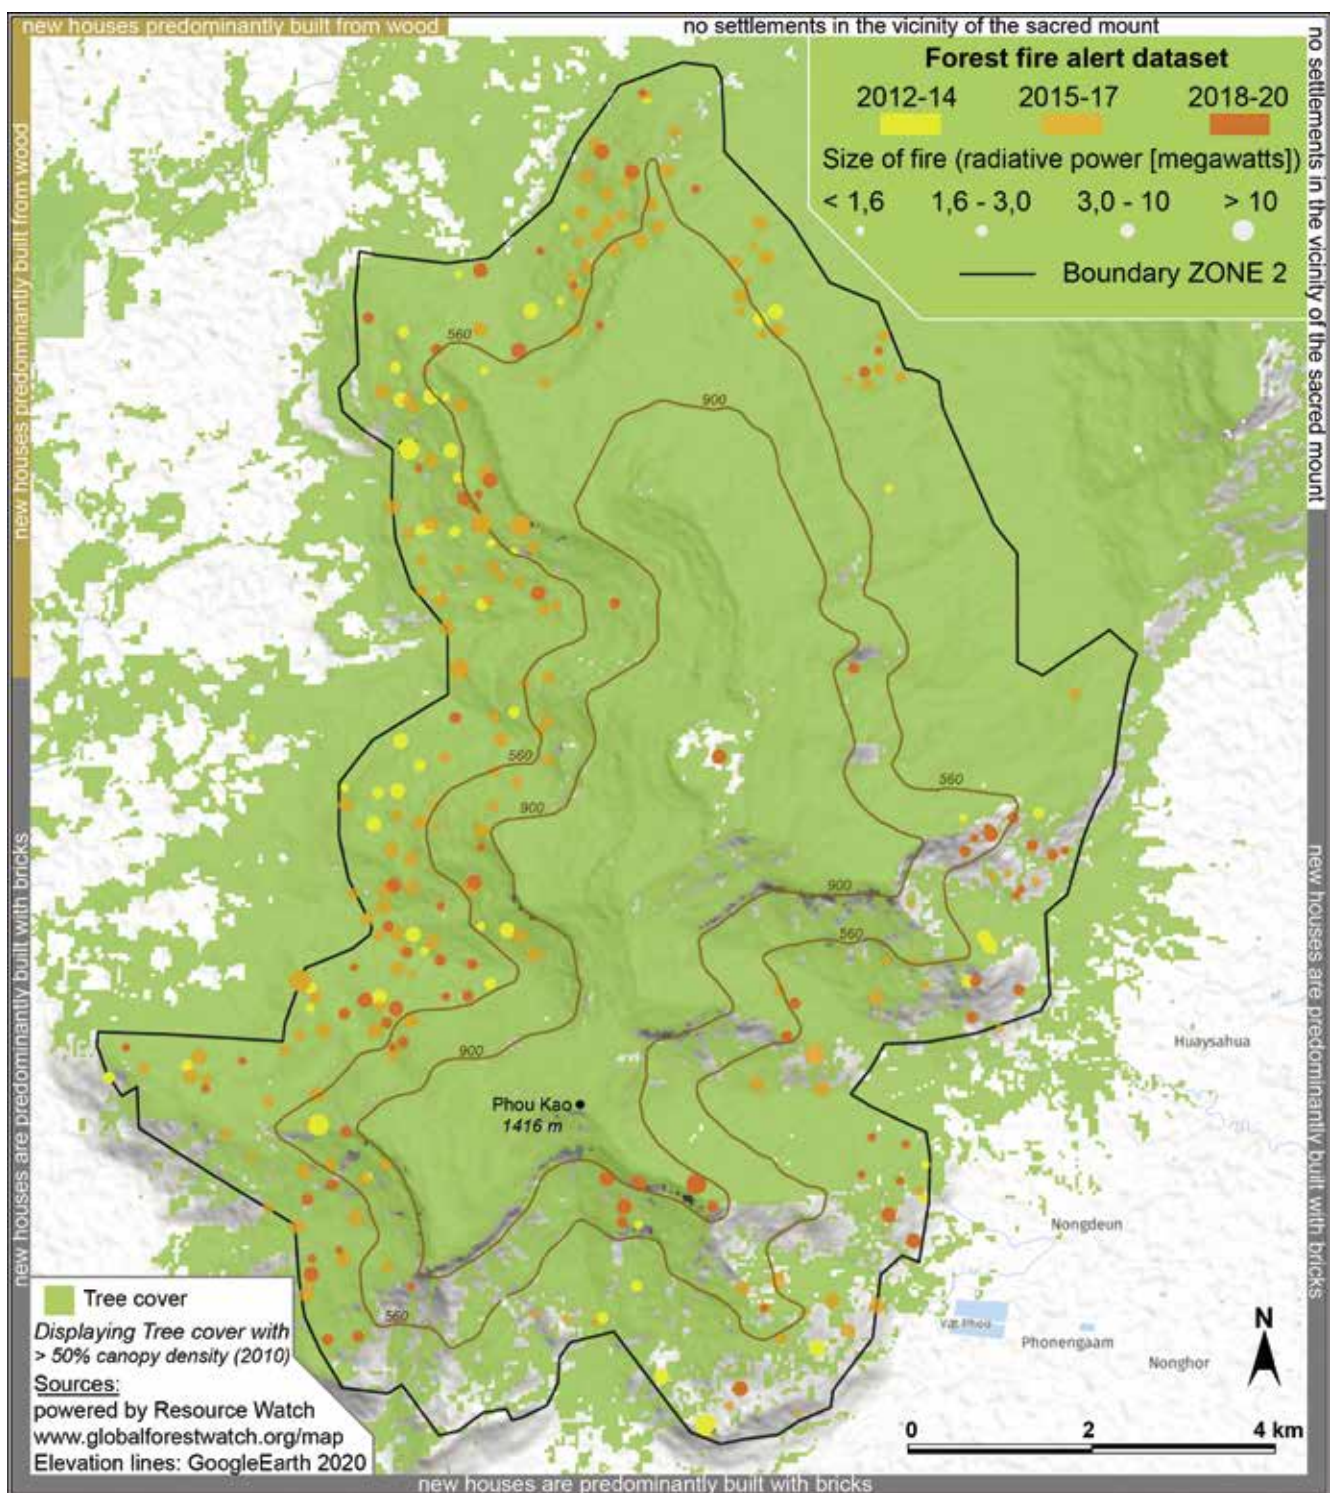 new houses predominantly built from wood
no settlements in the vicinity of the sacred mount
no settlements in the vicinity of the sacred mount
new houses predominantly built from wood
Forest fire alert dataset
2012-14 2015-17 2018-20
Size of fire (radiative power [megawatts])
< 1,6 1,6 - 3,0 3,0 - 10 > 10
Boundary ZONE 2
560
900
560
900
560
900
560
900
Phou Kao
1416 m
560
Huaysahua
Nongdeun
Vat Phou
Phonengaam
Nonghor
new houses are predominantly built with bricks
new houses are predominantly built with bricks
Tree cover
Displaying Tree cover with
> 50% canopy density (2010)
Sources:
powered by Resource Watch
www.globalforestwatch.org/map
Elevation lines: GoogleEarth 2020
N
0 2 4 km
new houses are predominantly built with bricks